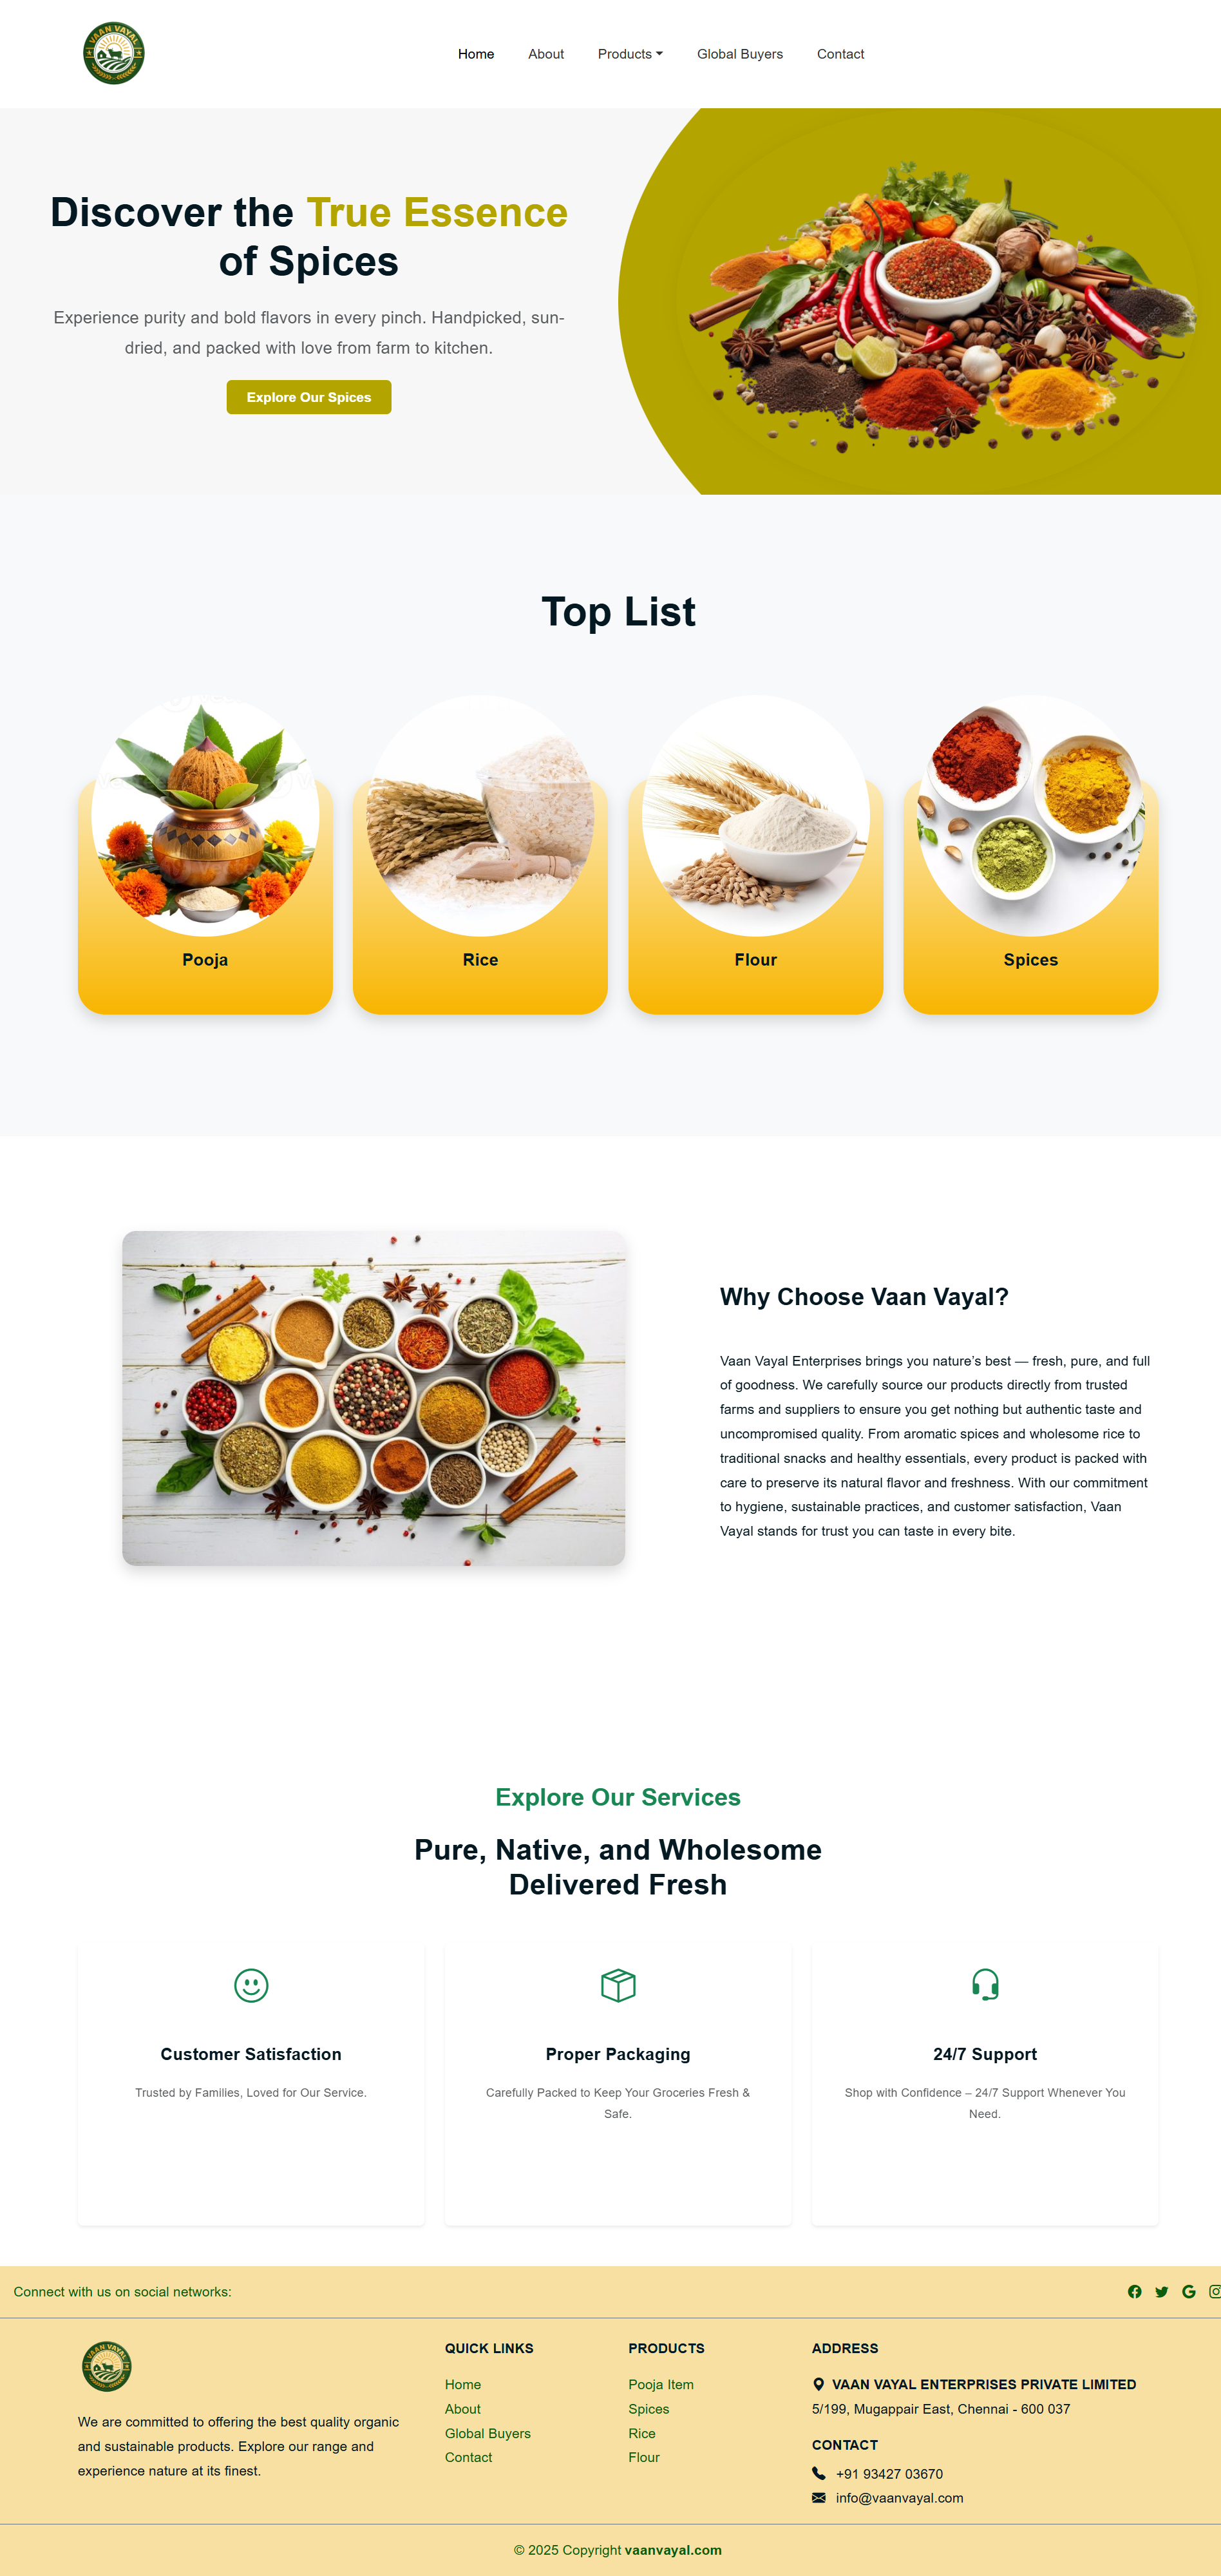 VAAN VAYAL
Home
About
Products
Global Buyers
Contact
Discover the True Essence
of Spices
Experience purity and bold flavors in every pinch. Handpicked, sun-
dried, and packed with love from farm to kitchen.
Explore Our Spices
Top List
Pooja
Rice
Flour
Spices
Why Choose Vaan Vayal?
Vaan Vayal Enterprises brings you nature’s best — fresh, pure, and full
of goodness. We carefully source our products directly from trusted
farms and suppliers to ensure you get nothing but authentic taste and
uncompromised quality. From aromatic spices and wholesome rice to
traditional snacks and healthy essentials, every product is packed with
care to preserve its natural flavor and freshness. With our commitment
to hygiene, sustainable practices, and customer satisfaction, Vaan
Vayal stands for trust you can taste in every bite.
Explore Our Services
Pure, Native, and Wholesome
Delivered Fresh
Customer Satisfaction
Trusted by Families, Loved for Our Service.
Proper Packaging
Carefully Packed to Keep Your Groceries Fresh &
Safe.
24/7 Support
Shop with Confidence – 24/7 Support Whenever You
Need.
Connect with us on social networks:
VAAN VAYAL
We are committed to offering the best quality organic
and sustainable products. Explore our range and
experience nature at its finest.
QUICK LINKS
Home
About
Global Buyers
Contact
PRODUCTS
Pooja Item
Spices
Rice
Flour
ADDRESS
VAAN VAYAL ENTERPRISES PRIVATE LIMITED
5/199, Mugappair East, Chennai - 600 037
CONTACT
+91 93427 03670
info@vaanvayal.com
© 2025 Copyright vaanvayal.com